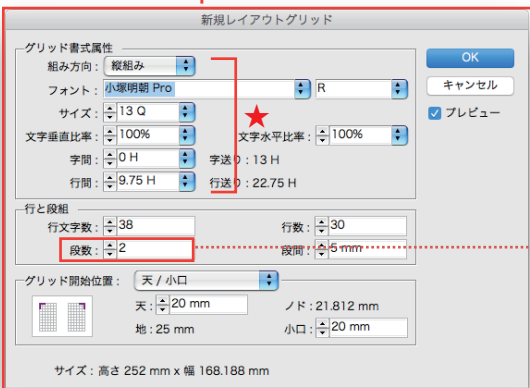 新規レイアウトグリッド
グリッド書式属性
組み方向： 縦組み
フォント： 小塚明朝 Pro R
サイズ： 13 Q
文字垂直比率： 100% 文字水平比率： 100%
字間： 0 H 字送り：13 H
行間： 9.75 H 行送り：22.75 H
行と段組
行文字数： 38 行数： 30
段数： 2 段間： 5 mm
グリッド開始位置： 天 / 小口
天： 20 mm ノド：21.812 mm
地：25 mm 小口： 20 mm
サイズ：高さ 252 mm x 幅 168.188 mm
OK
キャンセル
プレビュー